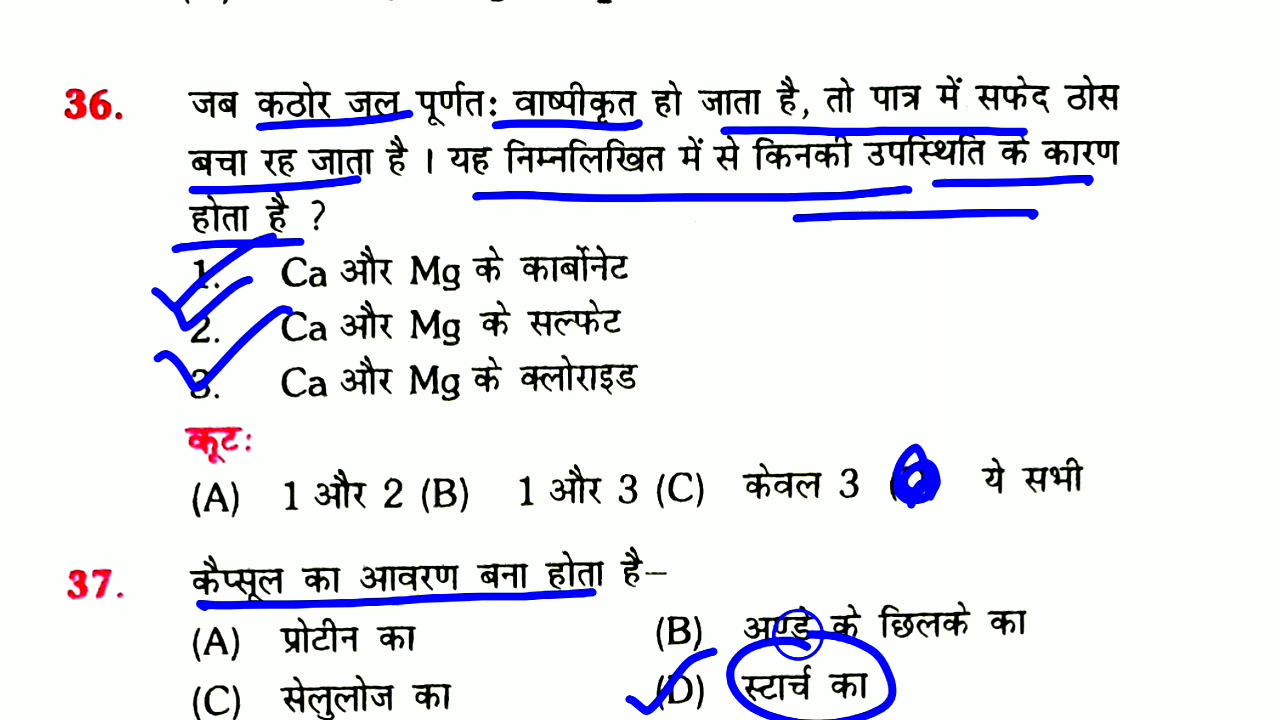 36. जब कठोर जल पूर्णतः वाष्पीकृत हो जाता है, तो पात्र में सफेद ठोस
बचा रह जाता है । यह निम्नलिखित में से किनकी उपस्थिति के कारण
होता है ?
1. Ca और Mg के कार्बोनेट
2. Ca और Mg के सल्फेट
3. Ca और Mg के क्लोराइड
कूटः
(A) 1 और 2 (B) 1 और 3 (C) केवल 3 ये सभी
37. कैप्सूल का आवरण बना होता है–
(A) प्रोटीन का (B) अण्डे के छिलके का
(C) सेलुलोज का (D) स्टार्च का